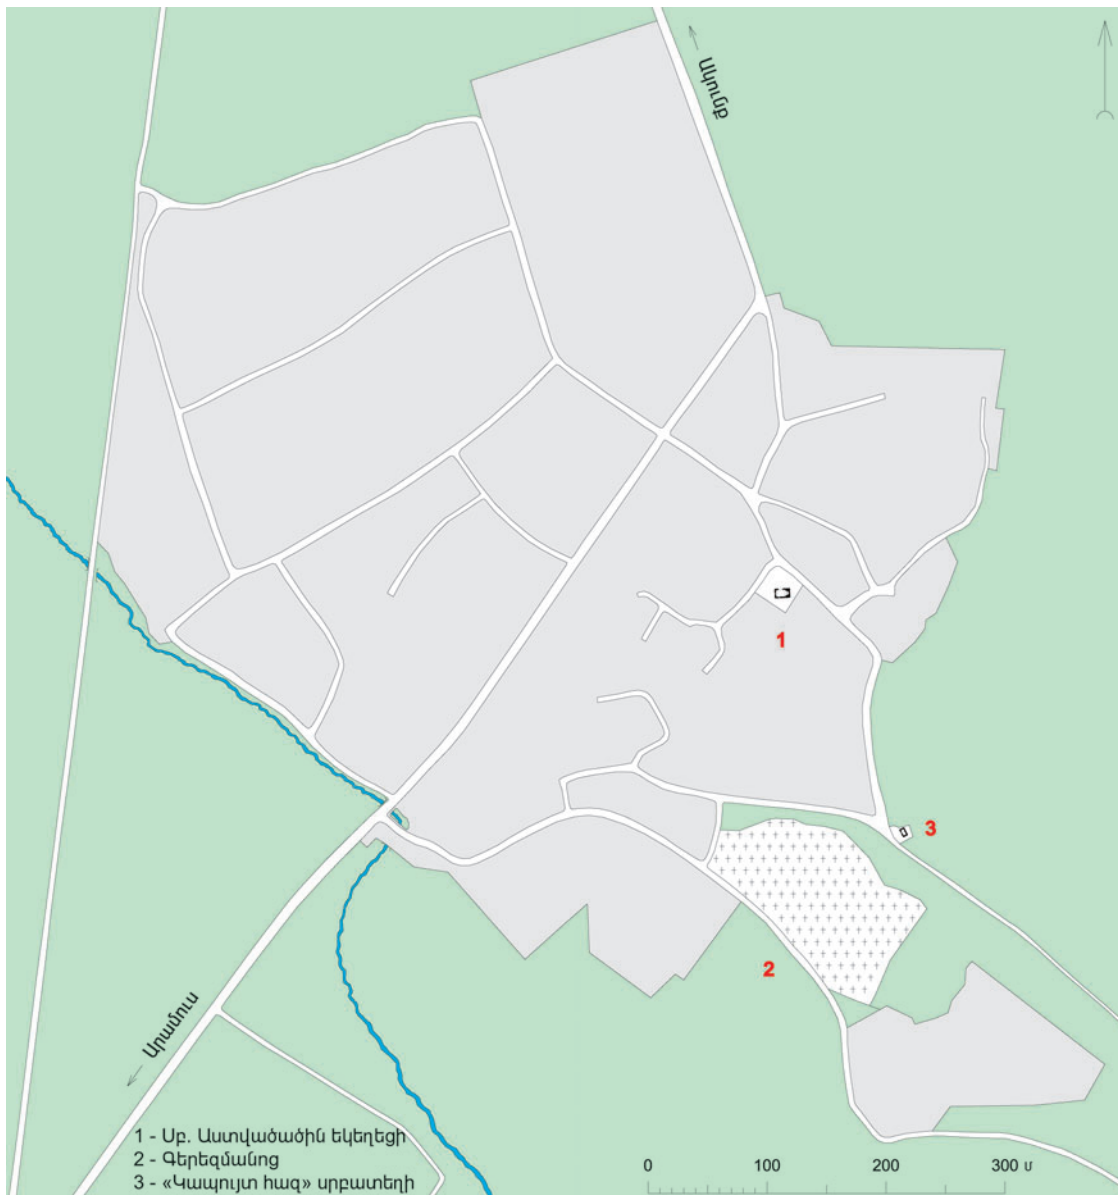 Ակունք
1
3
2
Արամուս
1 - Սբ. Աստվածածին եկեղեցի
2 - Գերեզմանոց
3 - «Կապույտ հազ» սրբատեղի
0 100 200 300 մ